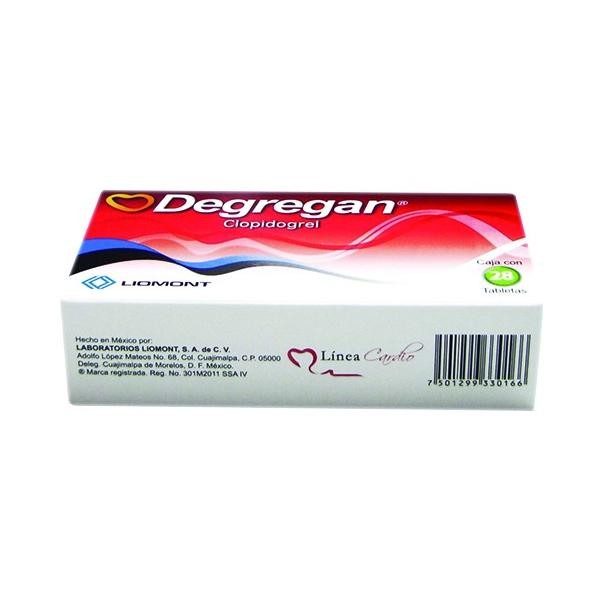 Degregan®
Clopidogrel
LIOMONT
Caja con
28
Tabletas
Hecho en México por:
LABORATORIOS LIOMONT, S. A. de C. V.
Adolfo López Mateos No. 68, Col. Cuajimalpa, C.P. 05000
Deleg. Cuajimalpa de Morelos, D. F. México.
® Marca registrada. Reg. No. 301M2011 SSA IV
Línea Cardio
7 501299 330166